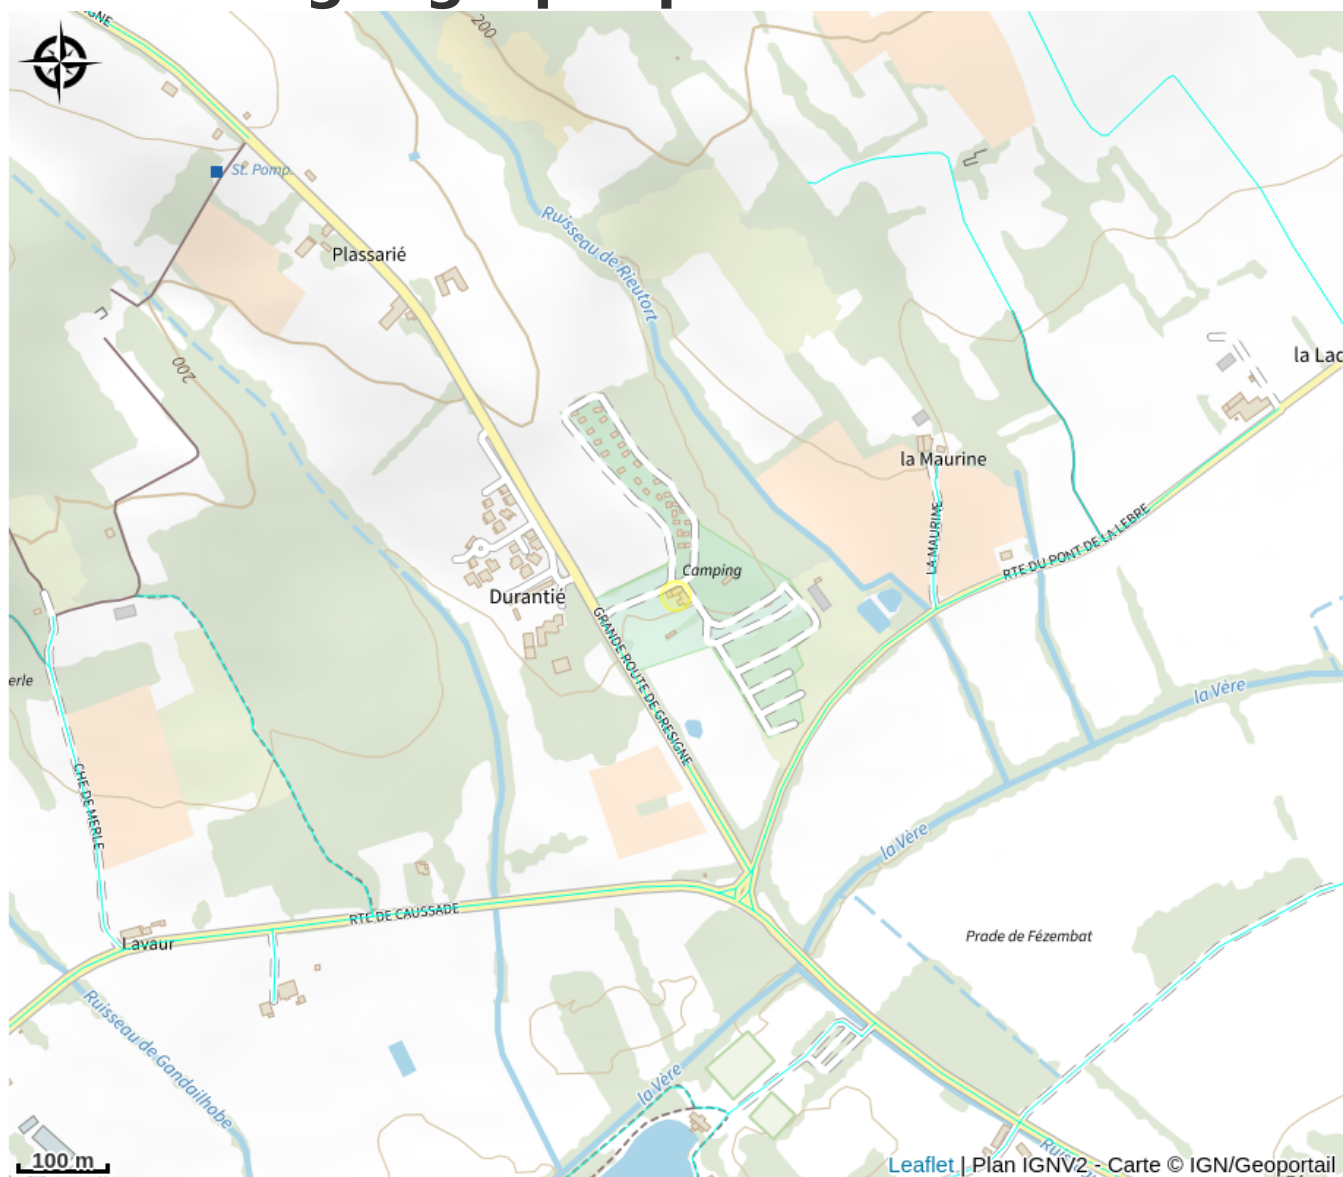 200
St. Pomp.
Ruisseau de Rieutort
Plassarié
la Lac
200
la Maurine
LA MAURINE
RTE DU PONT DE LA LEBRE
Camping
Durantié
GRANDE ROUTE DE GRESIGNE
erle
la Vère
CHE DE MERLE
la Vère
RTE DE CAUSSADE
Prade de Fézembat
Lavaur
Ruisseau de Gandailhobe
la Vère
100 m
Leaflet | Plan IGNV2 - Carte © IGN/Geoportail